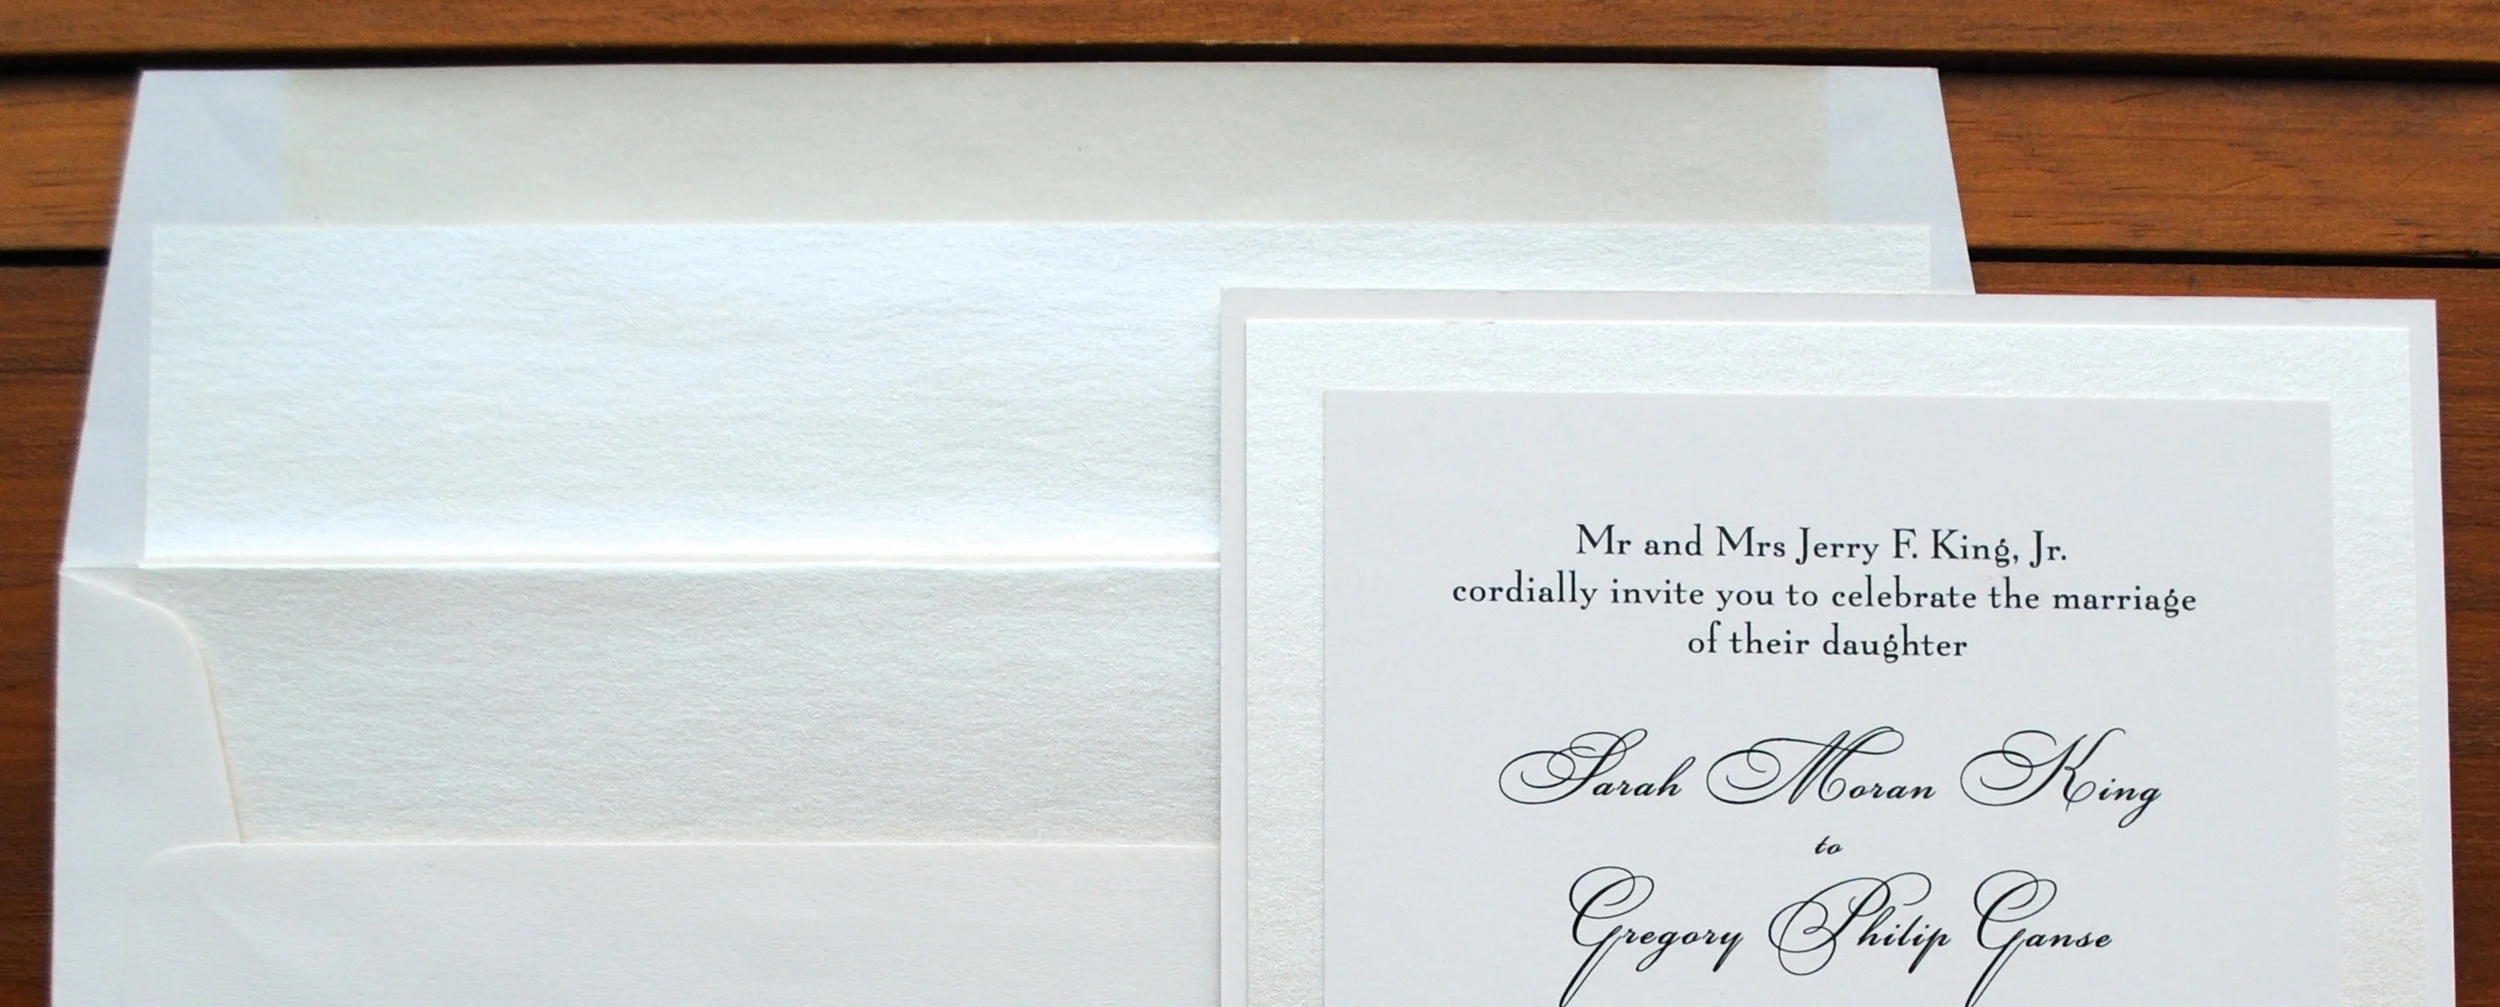 Mr and Mrs Jerry F. King, Jr.
cordially invite you to celebrate the marriage
of their daughter
Sarah Moran King
to
Gregory Philip Ganse